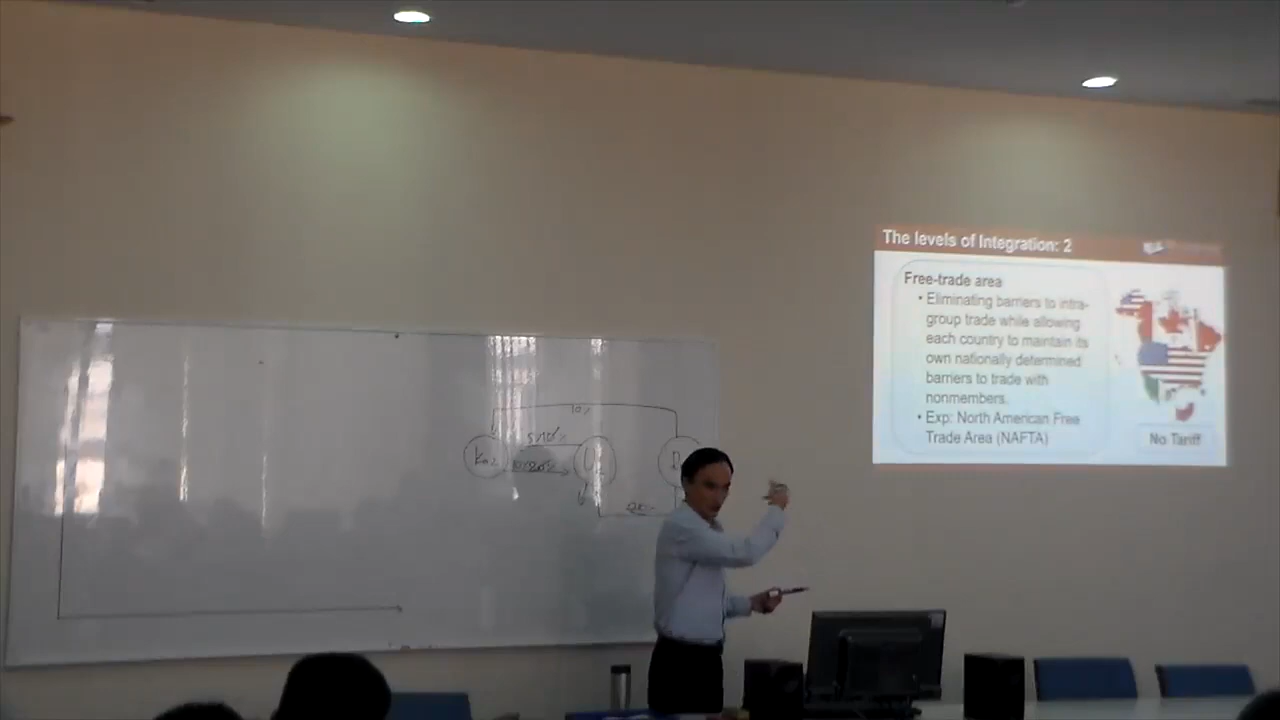 The levels of Integration: 2
Free-trade area
• Eliminating barriers to intra-
group trade while allowing
each country to maintain its
own nationally determined
barriers to trade with
nonmembers.
• Exp: North American Free
Trade Area (NAFTA)
No Tariff
10%